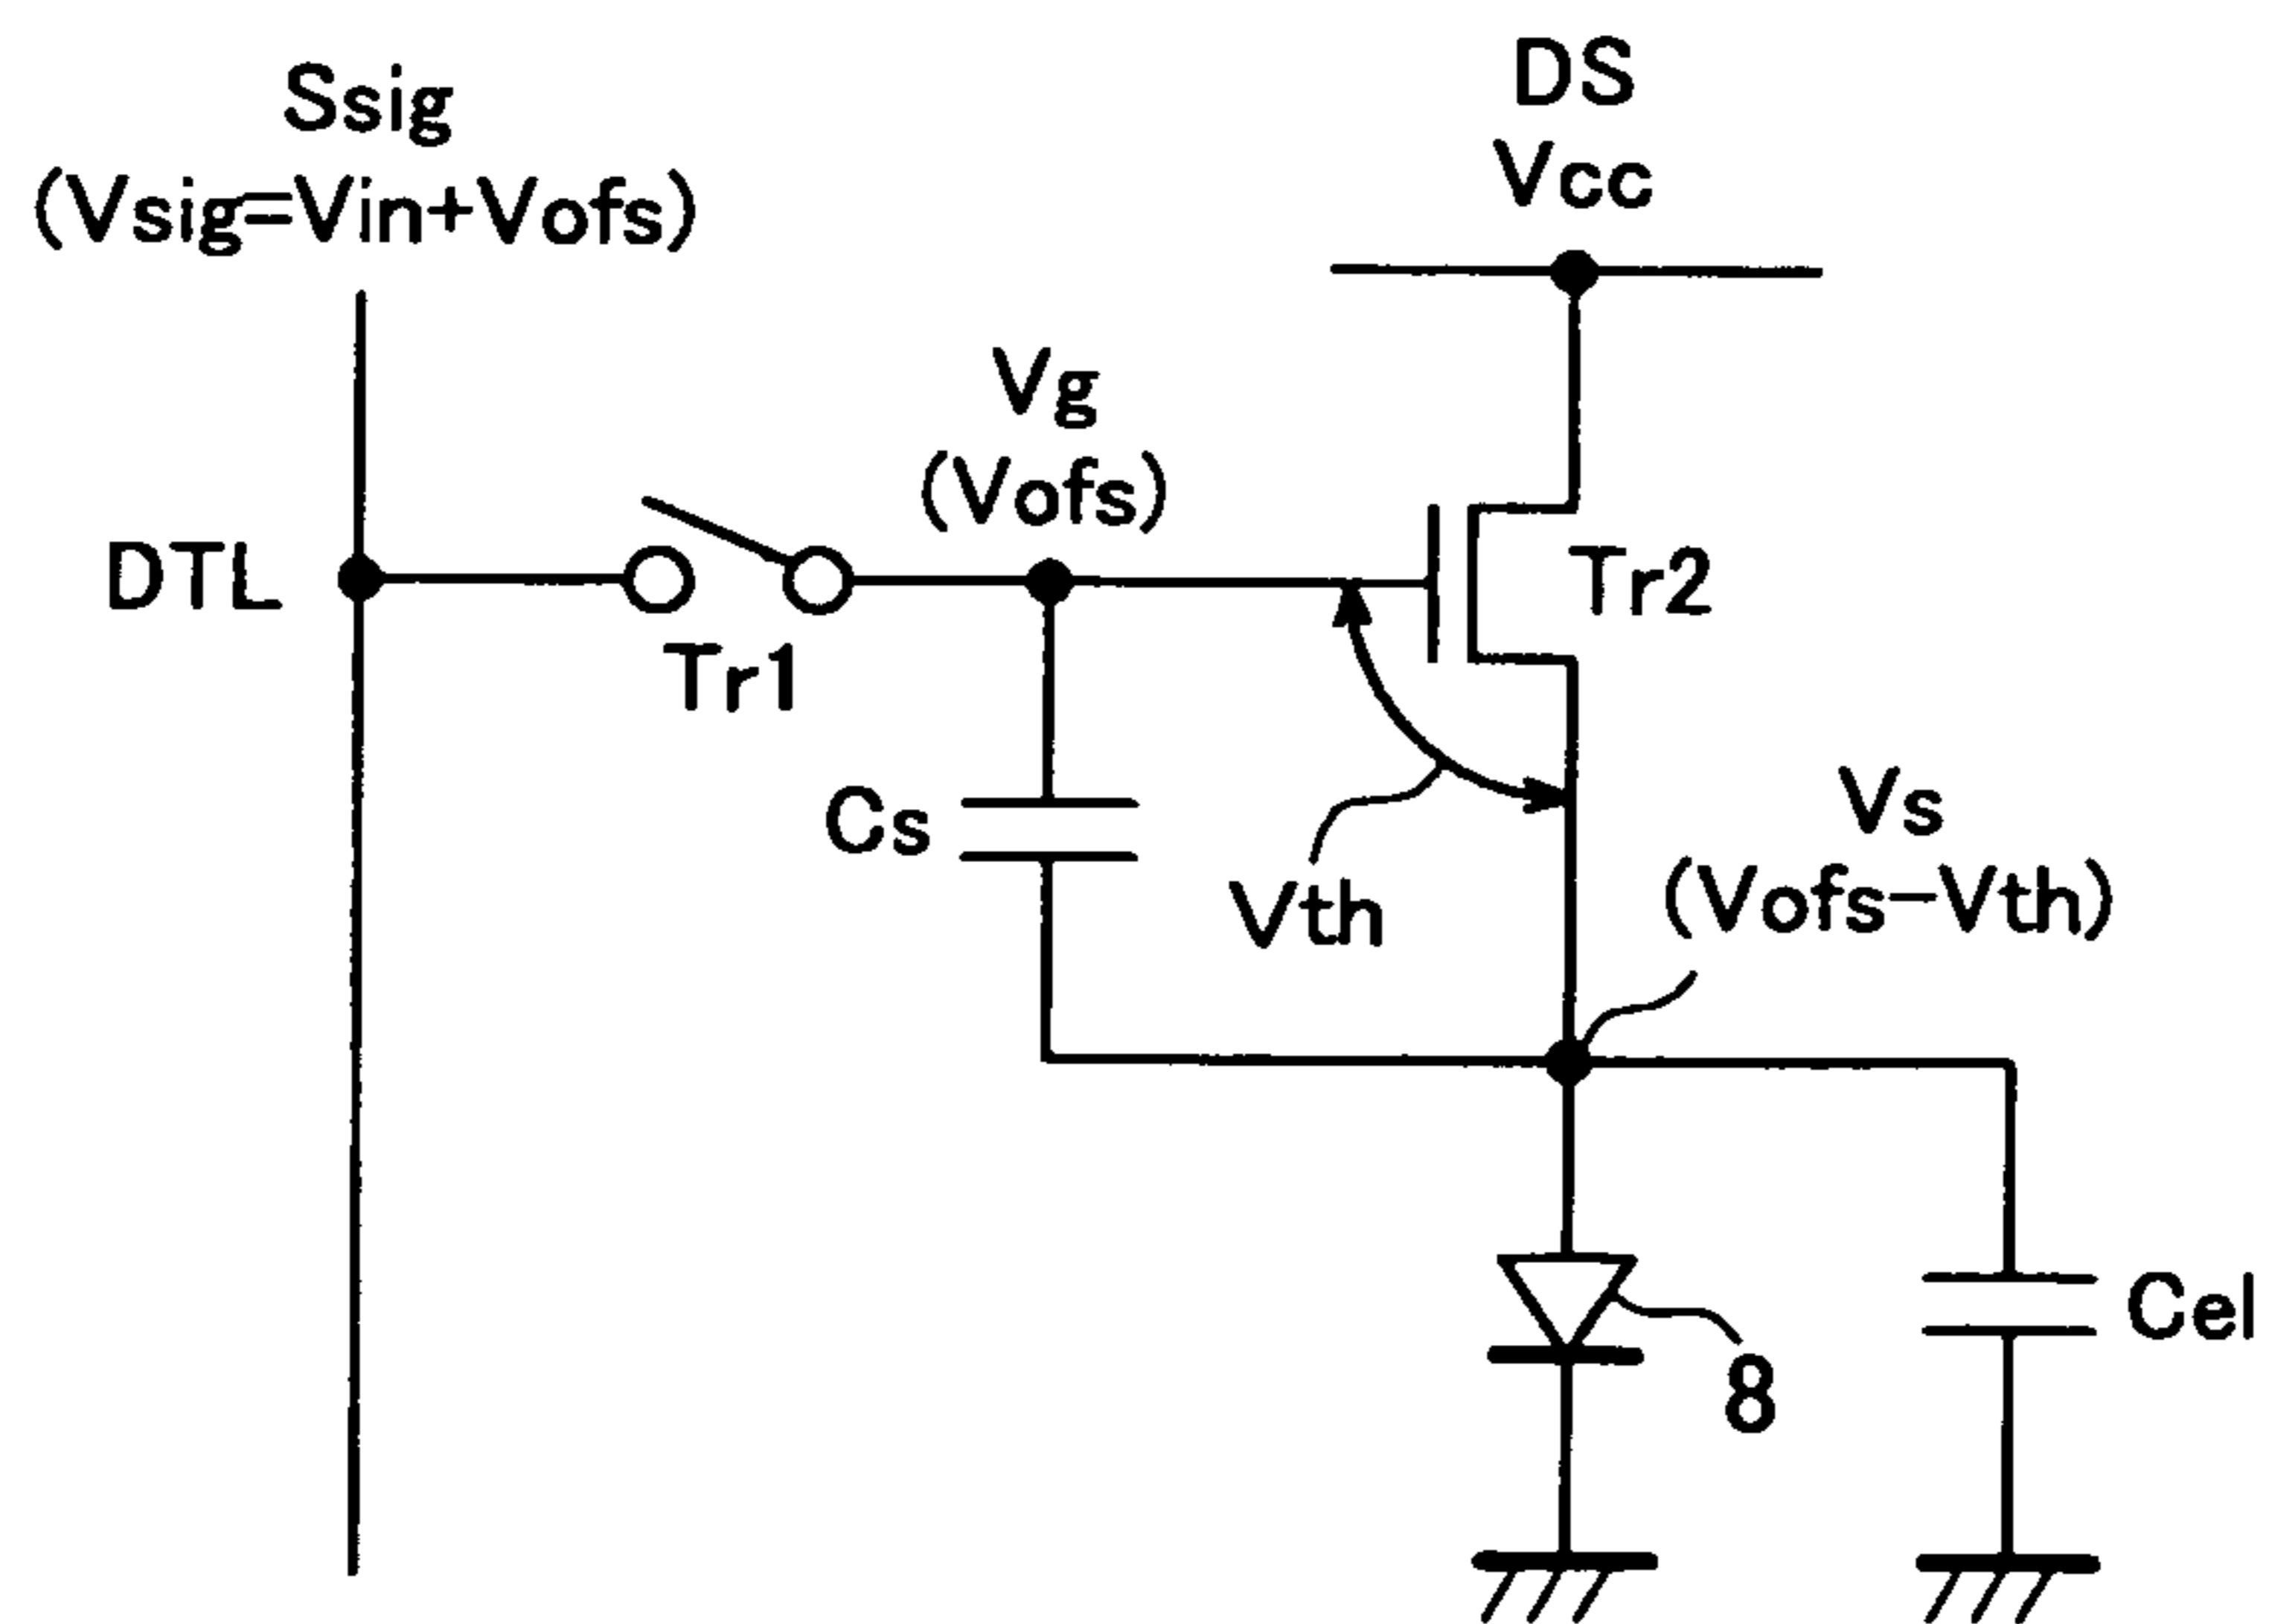 Ssig
(Vsig=Vin+Vofs)
DS
Vcc
Vg
(Vofs)
DTL
Tr1
Tr2
Cs
Vth
Vs
(Vofs-Vth)
Cel
8